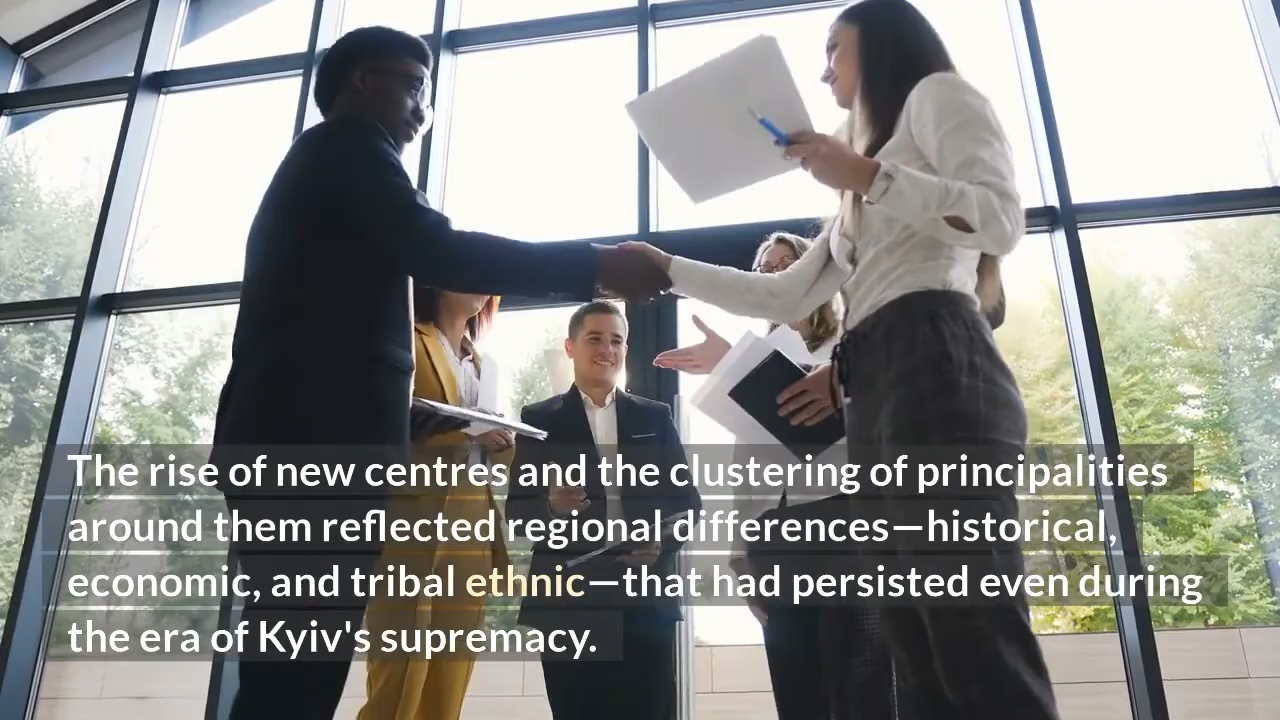 The rise of new centres and the clustering of principalities
around them reflected regional differences—historical,
economic, and tribal ethnic—that had persisted even during
the era of Kyiv's supremacy.